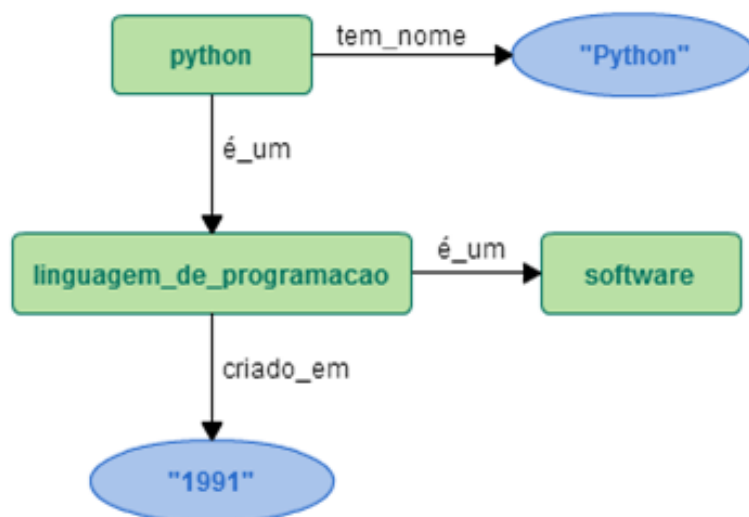 python
tem_nome
"Python"
é_um
linguagem_de_programacao
é_um
software
criado_em
"1991"